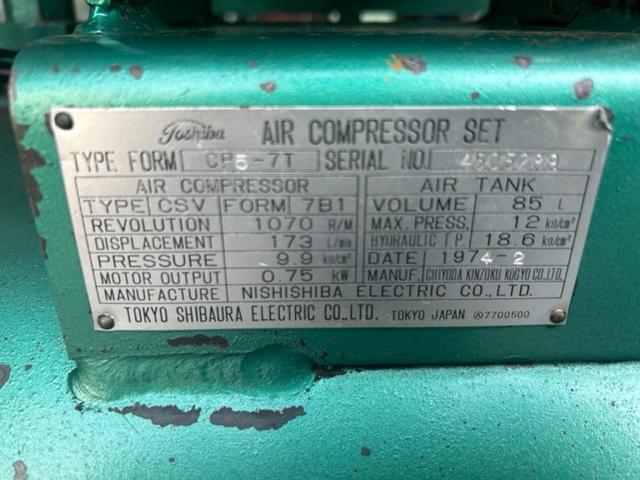 Toshiba AIR COMPRESSOR SET
TYPE FORM CP5-7T SERIAL NO. 4505299
AIR COMPRESSOR
TYPE CSV FORM 7B1
REVOLUTION 1070 R/M
DISPLACEMENT 173 L/min
PRESSURE 9.9 kg/cm²
MOTOR OUTPUT 0.75 kW
MANUFACTURE NISHISHIBA ELECTRIC CO.,LTD.
AIR TANK
VOLUME 85 L
MAX. PRESS. 12 kg/cm²
HYDRAULIC T.P. 18.6 kg/cm²
DATE 1974-2
MANUF. CHIYODA KINZOKU KOGYO CO.,LTD.
TOKYO SHIBAURA ELECTRIC CO.,LTD. TOKYO JAPAN Ⓐ7700500